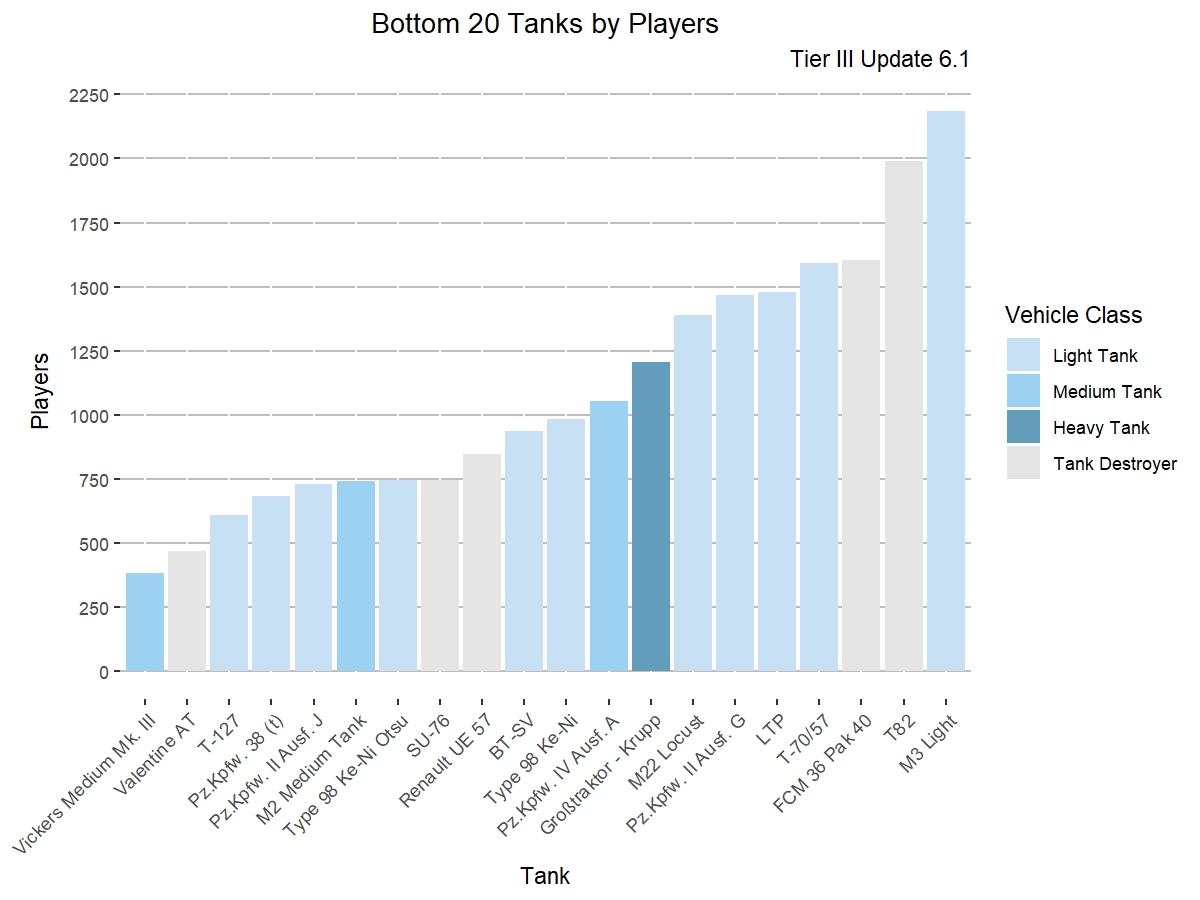 Bottom 20 Tanks by Players
Tier III Update 6.1
Players
2250
2000
1750
1500
1250
1000
750
500
250
0
Vickers Medium Mk. III
Valentine AT
T-127
Pz.Kpfw. 38 (t)
Pz.Kpfw. II Ausf. J
M2 Medium Tank
Type 98 Ke-Ni Otsu
SU-76
Renault UE 57
BT-SV
Type 98 Ke-Ni
Pz.Kpfw. IV Ausf. A
Großtraktor - Krupp
M22 Locust
Pz.Kpfw. II Ausf. G
LTP
T-70/57
FCM 36 PaK 40
T82
M3 Light
Tank
Vehicle Class
Light Tank
Medium Tank
Heavy Tank
Tank Destroyer